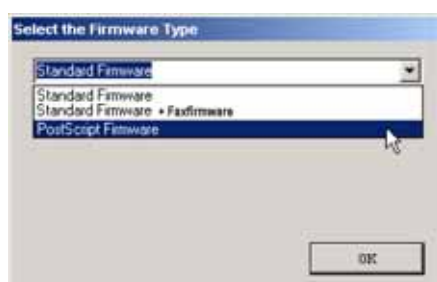 Select the Firmware Type
Standard Firmware
Standard Firmware
Standard Firmware + Faxfirmware
PostScript Firmware
OK